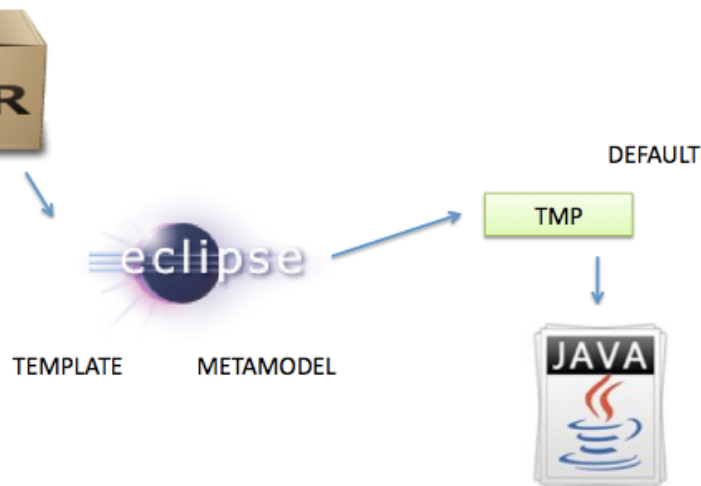 R
DEFAULT
TMP
eclipse
TEMPLATE METAMODEL
JAVA